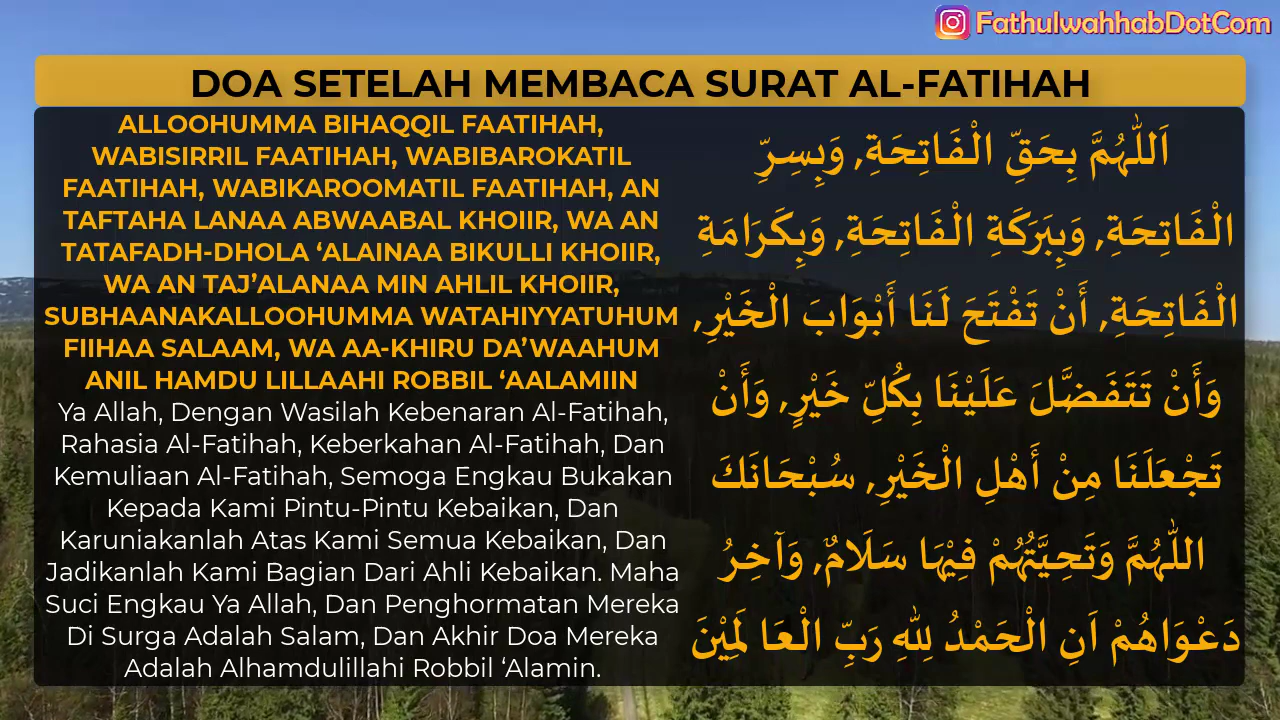 FathulwahhabDotCom
DOA SETELAH MEMBACA SURAT AL-FATIHAH
ALLOOHUMMA BIHAQQIL FAATIHAH,
WABISIRRIL FAATIHAH, WABIBAROKATIL
FAATIHAH, WABIKAROOMATIL FAATIHAH, AN
TAFTAHA LANAA ABWAABAL KHOIIR, WA AN
TATAFADH-DHOLA ‘ALAINAA BIKULLI KHOIIR,
WA AN TAJ’ALANAA MIN AHLIL KHOIIR,
SUBHAANAKALLOOHUMMA WATAHIYYATUHUM
FIIHAA SALAAM, WA AA-KHIRU DA’WAAHUM
ANIL HAMDU LILLAAHI ROBBIL ‘AALAMIIN
Ya Allah, Dengan Wasilah Kebenaran Al-Fatihah,
Rahasia Al-Fatihah, Keberkahan Al-Fatihah, Dan
Kemuliaan Al-Fatihah, Semoga Engkau Bukakan
Kepada Kami Pintu-Pintu Kebaikan, Dan
Karuniakanlah Atas Kami Semua Kebaikan, Dan
Jadikanlah Kami Bagian Dari Ahli Kebaikan. Maha
Suci Engkau Ya Allah, Dan Penghormatan Mereka
Di Surga Adalah Salam, Dan Akhir Doa Mereka
Adalah Alhamdulillahi Robbil ‘Alamin.
اَللّٰهُمَّ بِحَقِّ الْفَاتِحَةِ, وَبِسِرِّ
الْفَاتِحَةِ, وَبِبَرَكَةِ الْفَاتِحَةِ, وَبِكَرَامَةِ
الْفَاتِحَةِ, أَنْ تَفْتَحَ لَنَا أَبْوَابَ الْخَيْرِ,
وَأَنْ تَتَفَضَّلَ عَلَيْنَا بِكُلِّ خَيْرٍ, وَأَنْ
تَجْعَلَنَا مِنْ أَهْلِ الْخَيْرِ, سُبْحَانَكَ
اللّٰهُمَّ وَتَحِيَّتُهُمْ فِيْهَا سَلَامٌ, وَآخِرُ
دَعْوَاهُمْ اَنِ الْحَمْدُ لِلّٰهِ رَبِّ الْعَا لَمِيْنَ